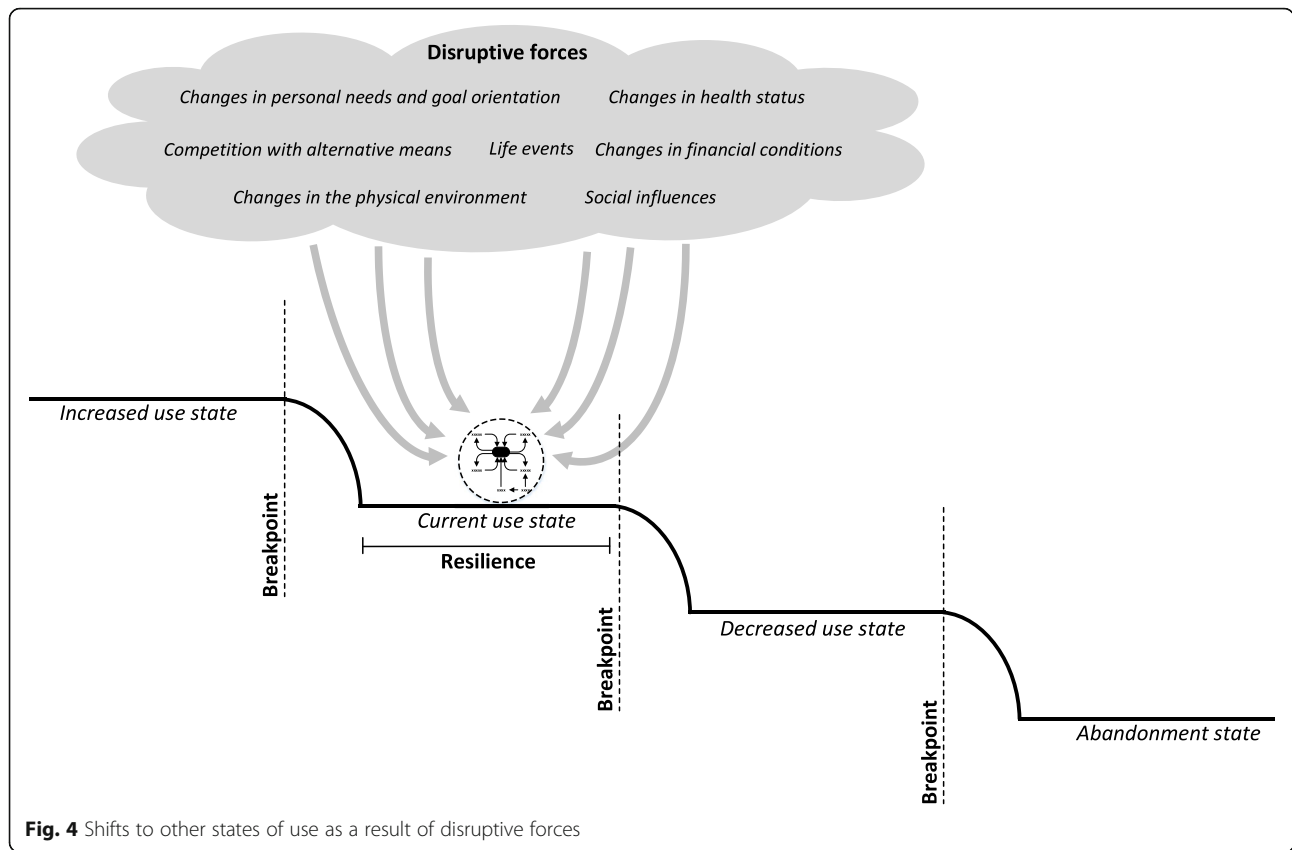 Disruptive forces
Changes in personal needs and goal orientation
Changes in health status
Competition with alternative means
Life events
Changes in financial conditions
Changes in the physical environment
Social influences
Increased use state
Breakpoint
Current use state
Resilience
Breakpoint
Decreased use state
Breakpoint
Abandonment state
Fig. 4 Shifts to other states of use as a result of disruptive forces